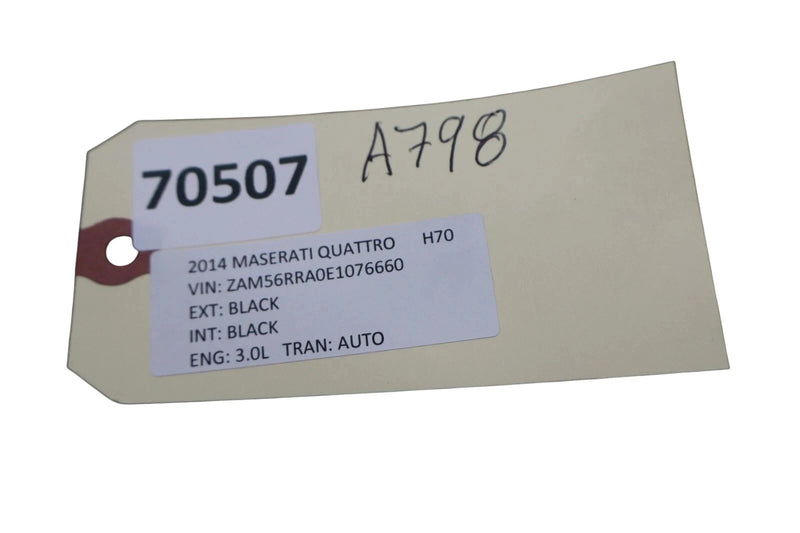 70507
A798
2014 MASERATI QUATTRO H70
VIN: ZAM56RRA0E1076660
EXT: BLACK
INT: BLACK
ENG: 3.0L TRAN: AUTO